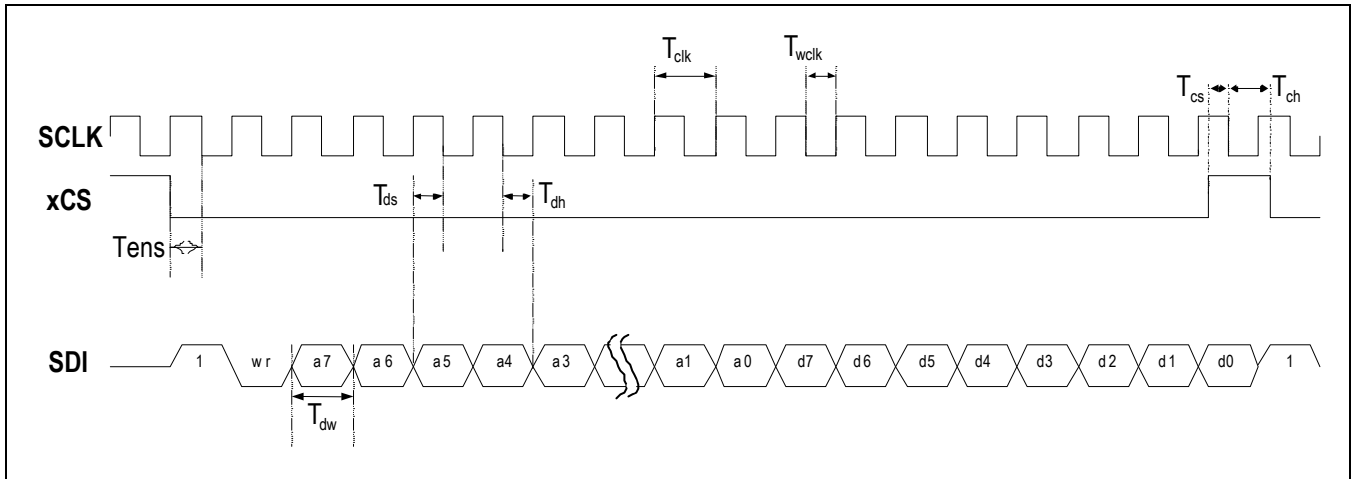 Tclk
Twclk
Tcs
Tch
SCLK
xCS
Tds
Tdh
Tens
SDI
1 wr a7 a6 a5 a4 a3 a1 a0 d7 d6 d5 d4 d3 d2 d1 d0 1
Tdw